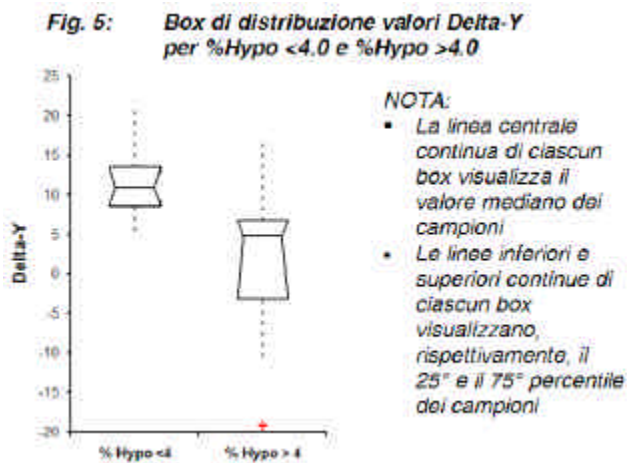 Fig. 5: Box di distribuzione valori Delta-Y
per %Hypo <4.0 e %Hypo >4.0
25
20
15
10
5
0
-5
-10
-15
-20
Delta-Y
% Hypo <4
% Hypo > 4
NOTA:
▪ La linea centrale
continua di ciascun
box visualizza il
valore mediano dei
campioni
• Le linee inferiori e
superiori continue di
ciascun box
visualizzano,
rispettivamente, il
25° e il 75° percentile
dei campioni